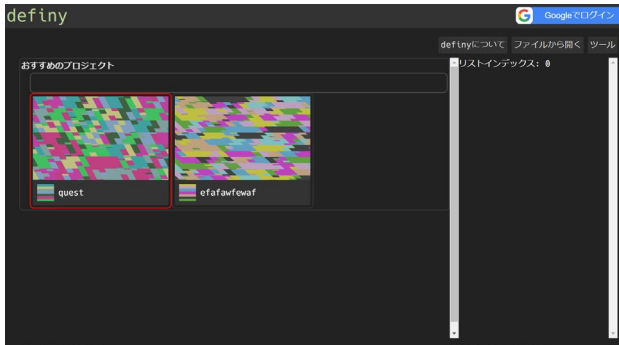 definy
Googleでログイン
definyについて ファイルから開く ツール
おすすめのプロジェクト
リストインデックス: 0
quest
efafawfewaf